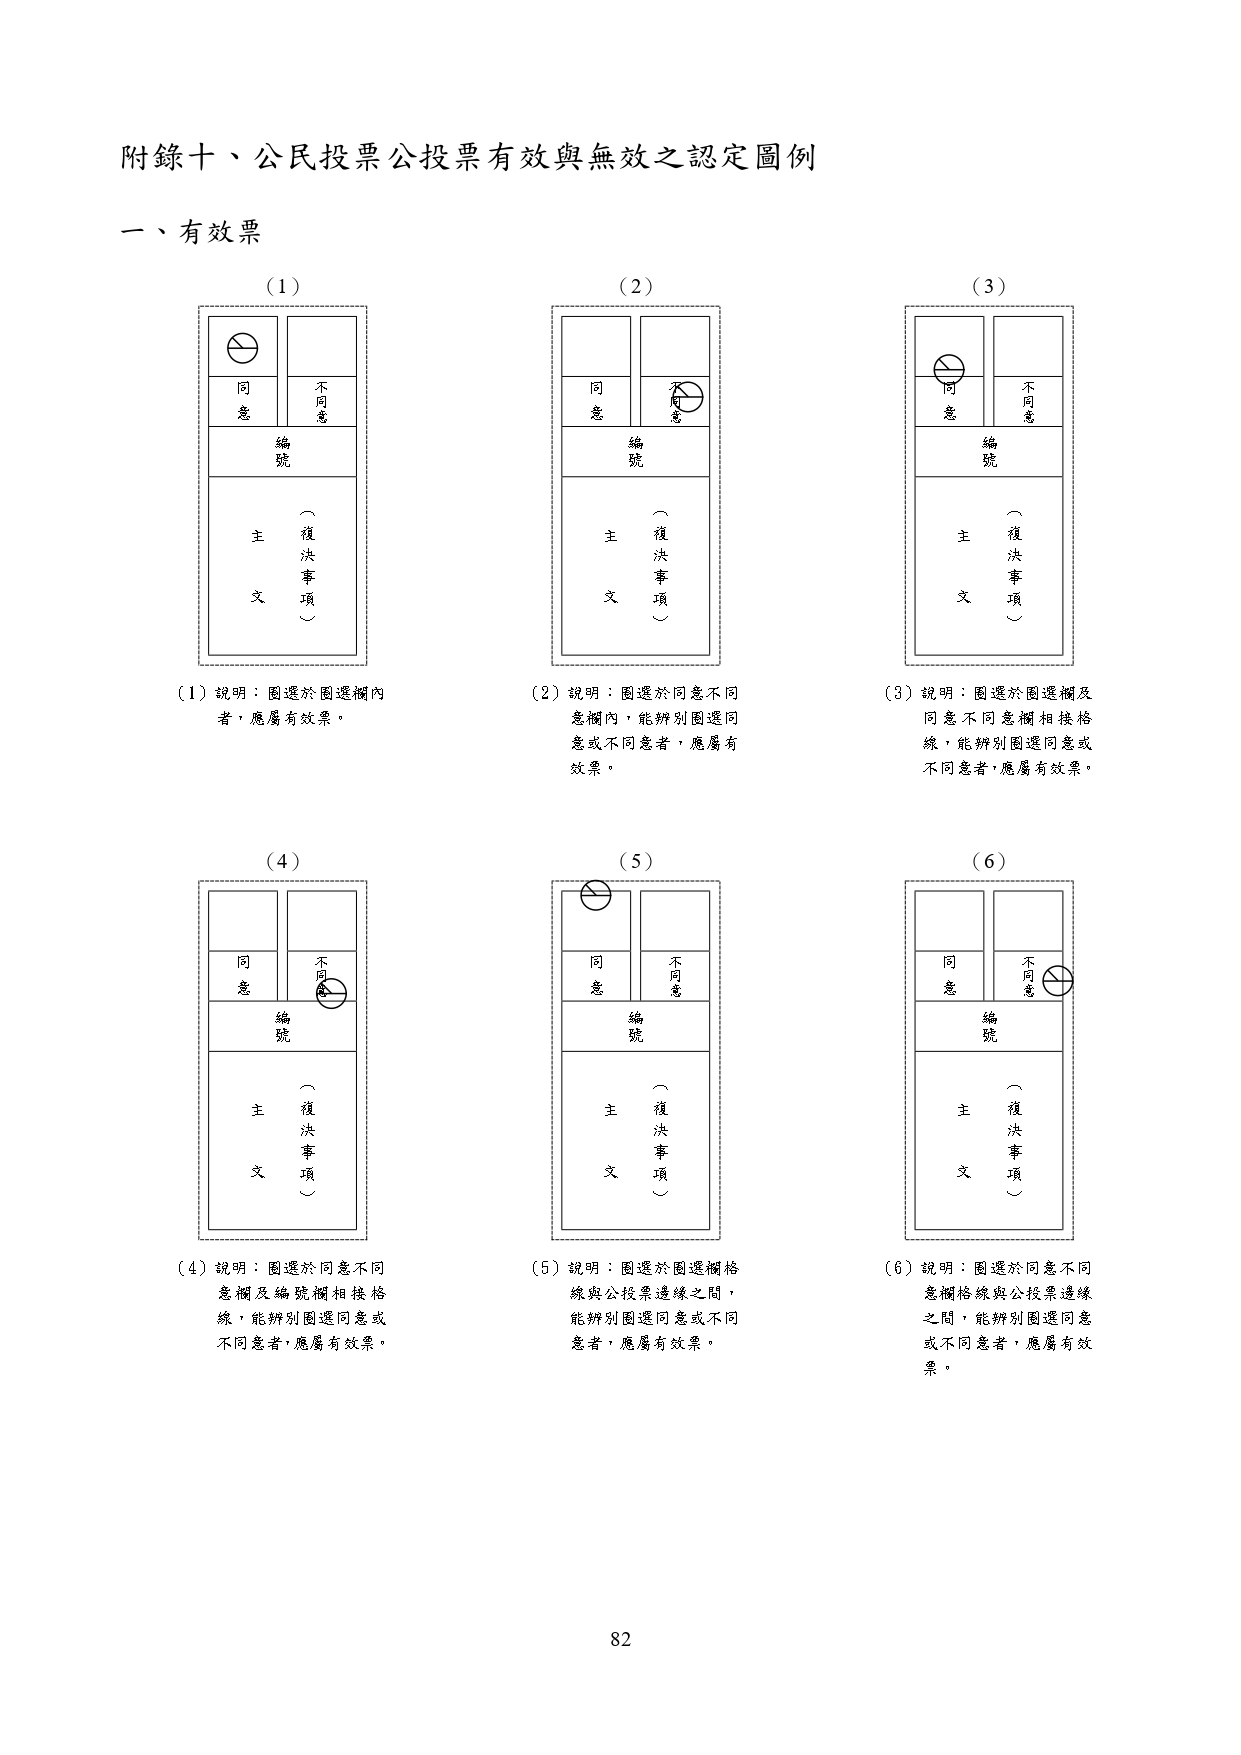 附錄十、公民投票公投票有效與無效之認定圖例
一、有效票
（1）
同意
不同意
編號
主文
（復決事項）
（1）說明：圈選於圈選欄內
者，應屬有效票。
（2）
同意
不同意
編號
主文
（復決事項）
（2）說明：圈選於同意不同
意欄內，能辨別圈選同
意或不同意者，應屬有
效票。
（3）
同意
不同意
編號
主文
（復決事項）
（3）說明：圈選於圈選欄及
同意不同意欄相接格
線，能辨別圈選同意或
不同意者，應屬有效票。
（4）
同意
不同意
編號
主文
（復決事項）
（4）說明：圈選於同意不同
意欄及編號欄相接格
線，能辨別圈選同意或
不同意者，應屬有效票。
（5）
同意
不同意
編號
主文
（復決事項）
（5）說明：圈選於圈選欄格
線與公投票邊緣之間，
能辨別圈選同意或不同
意者，應屬有效票。
（6）
同意
不同意
編號
主文
（復決事項）
（6）說明：圈選於同意不同
意欄格線與公投票邊緣
之間，能辨別圈選同意
或不同意者，應屬有效
票。
82